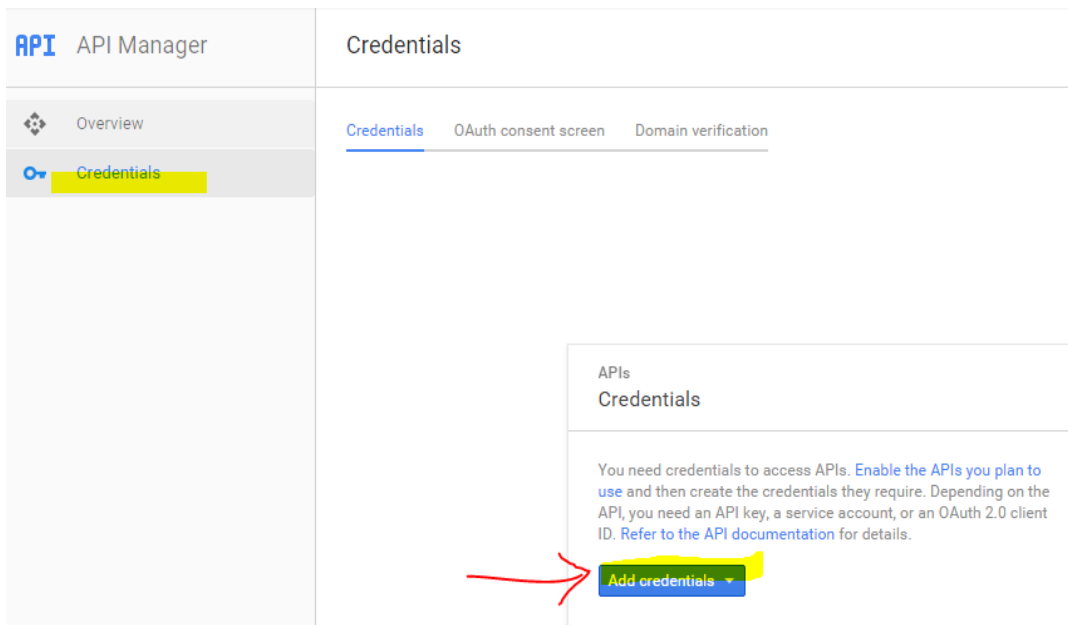 API API Manager
Credentials
Overview
Credentials
Credentials OAuth consent screen Domain verification
APIs
Credentials
You need credentials to access APIs. Enable the APIs you plan to
use and then create the credentials they require. Depending on the
API, you need an API key, a service account, or an OAuth 2.0 client
ID. Refer to the API documentation for details.
Add credentials